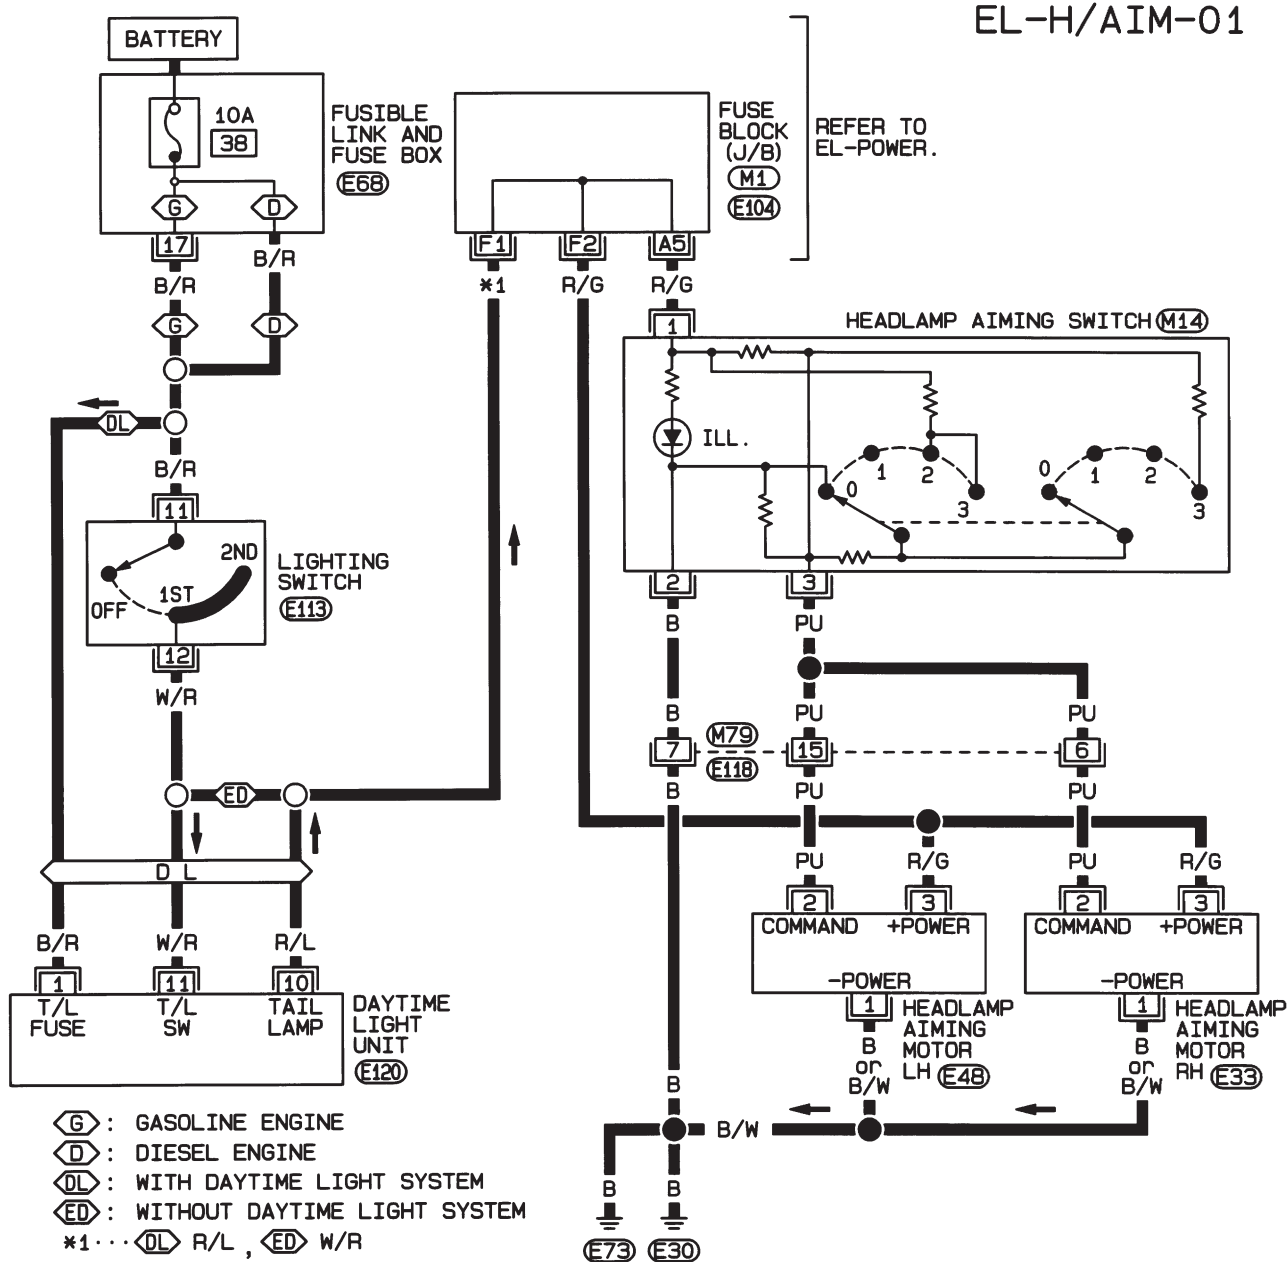 EL-H/AIM-01
BATTERY
10A
38
FUSIBLE
LINK AND
FUSE BOX
E68
G
D
17
B/R
B/R
G
D
DL
B/R
11
OFF
1ST
2ND
LIGHTING
SWITCH
E113
12
W/R
ED
D L
B/R
W/R
R/L
1
11
10
T/L
FUSE
T/L
SW
TAIL
LAMP
DAYTIME
LIGHT
UNIT
E120
FUSE
BLOCK
(J/B)
M1
E104
REFER TO
EL-POWER.
F1
F2
A5
*1
R/G
R/G
1
HEADLAMP AIMING SWITCH M14
ILL.
0
1
2
3
0
1
2
3
2
3
B
PU
B
PU
PU
7
M79
E118
15
6
B
PU
PU
PU
R/G
PU
R/G
2
3
2
3
COMMAND
+POWER
COMMAND
+POWER
-POWER
-POWER
1
1
HEADLAMP
AIMING
MOTOR
LH E48
HEADLAMP
AIMING
MOTOR
RH E33
B
or
B/W
B
or
B/W
B
B/W
B
B
E73
E30
G : GASOLINE ENGINE
D : DIESEL ENGINE
DL : WITH DAYTIME LIGHT SYSTEM
ED : WITHOUT DAYTIME LIGHT SYSTEM
*1··· DL R/L , ED W/R